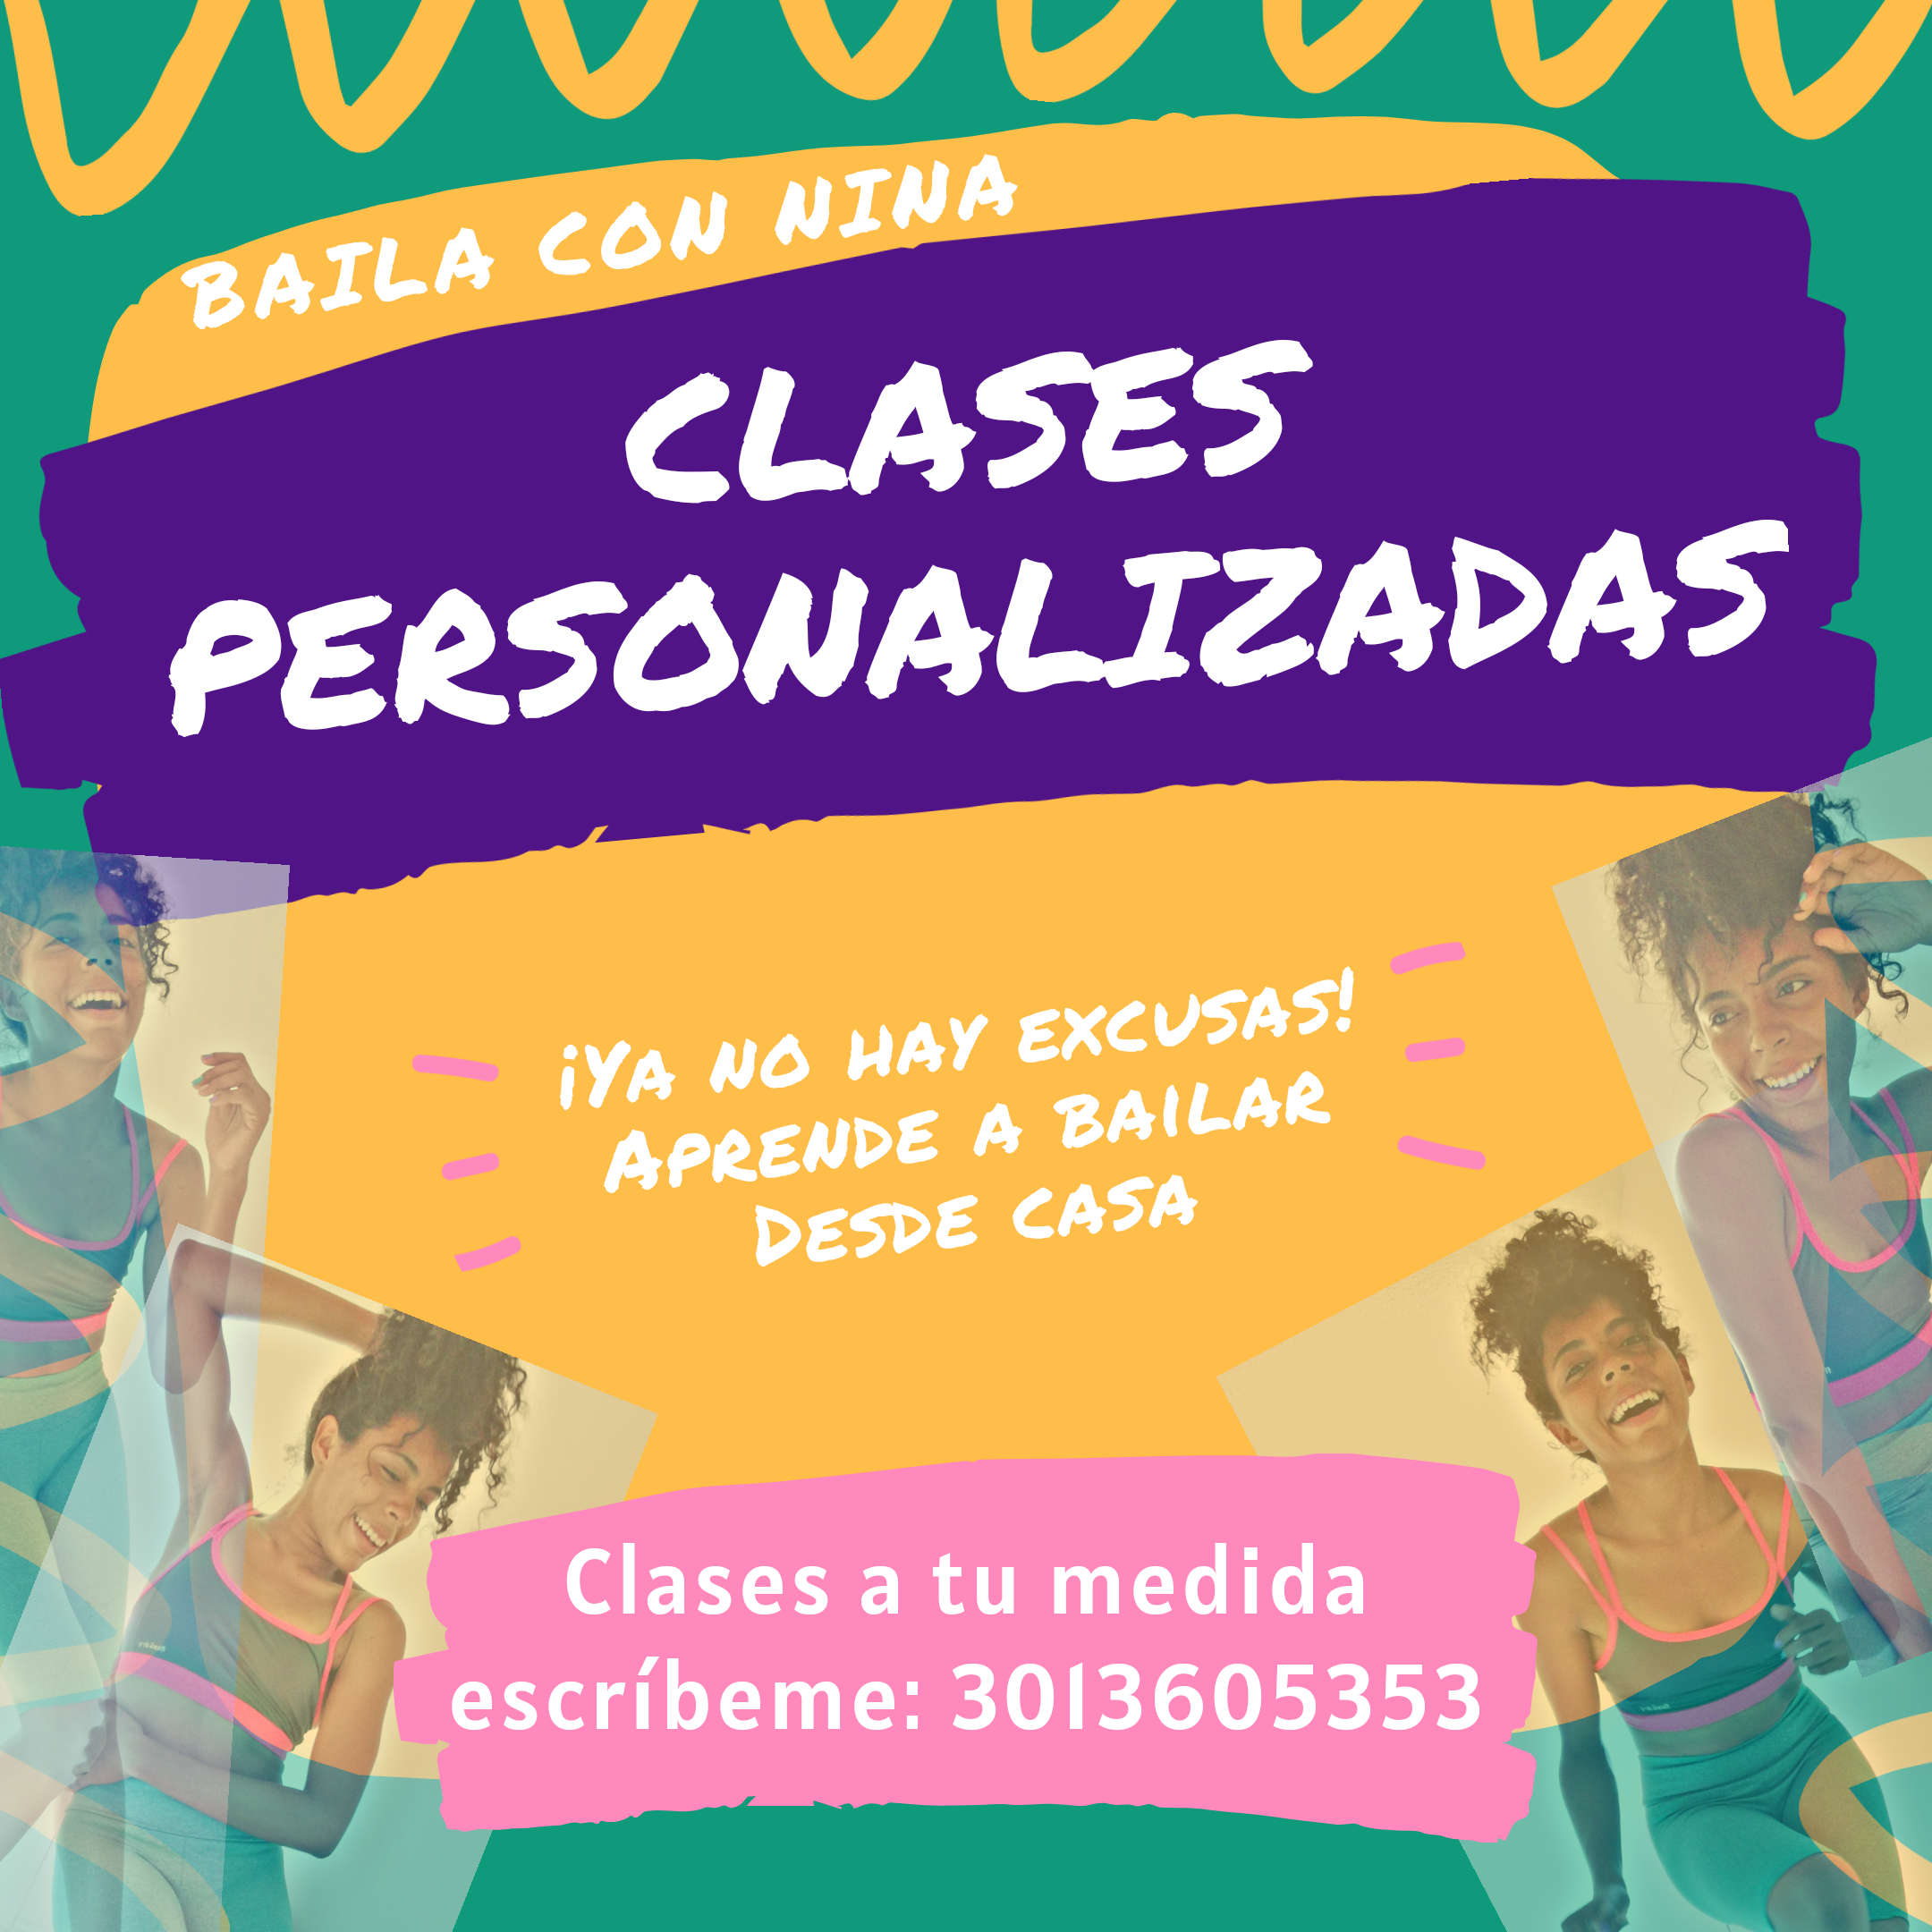 BAILA CON NINA
CLASES
PERSONALIZADAS
¡YA NO HAY EXCUSAS!
APRENDE A BAILAR
DESDE CASA
Clases a tu medida
escríbeme: 3013605353